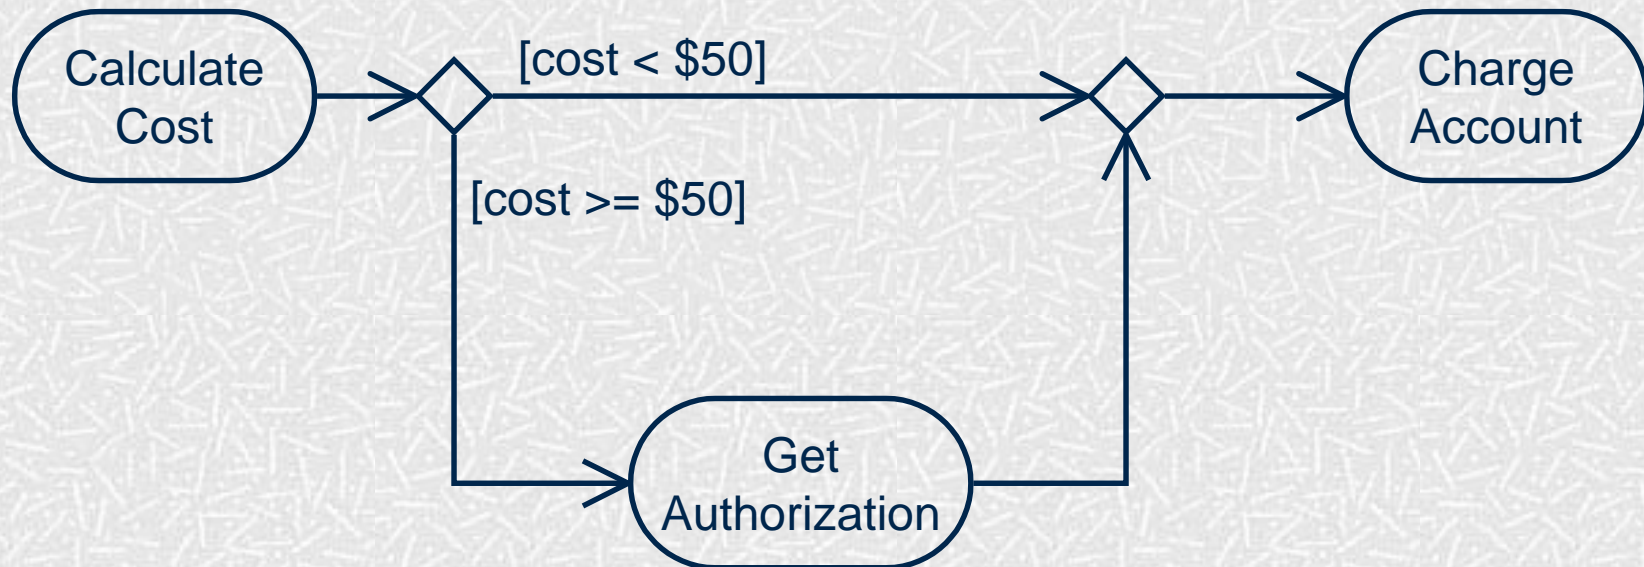 Calculate
Cost
[cost < $50]
Charge
Account
[cost >= $50]
Get
Authorization